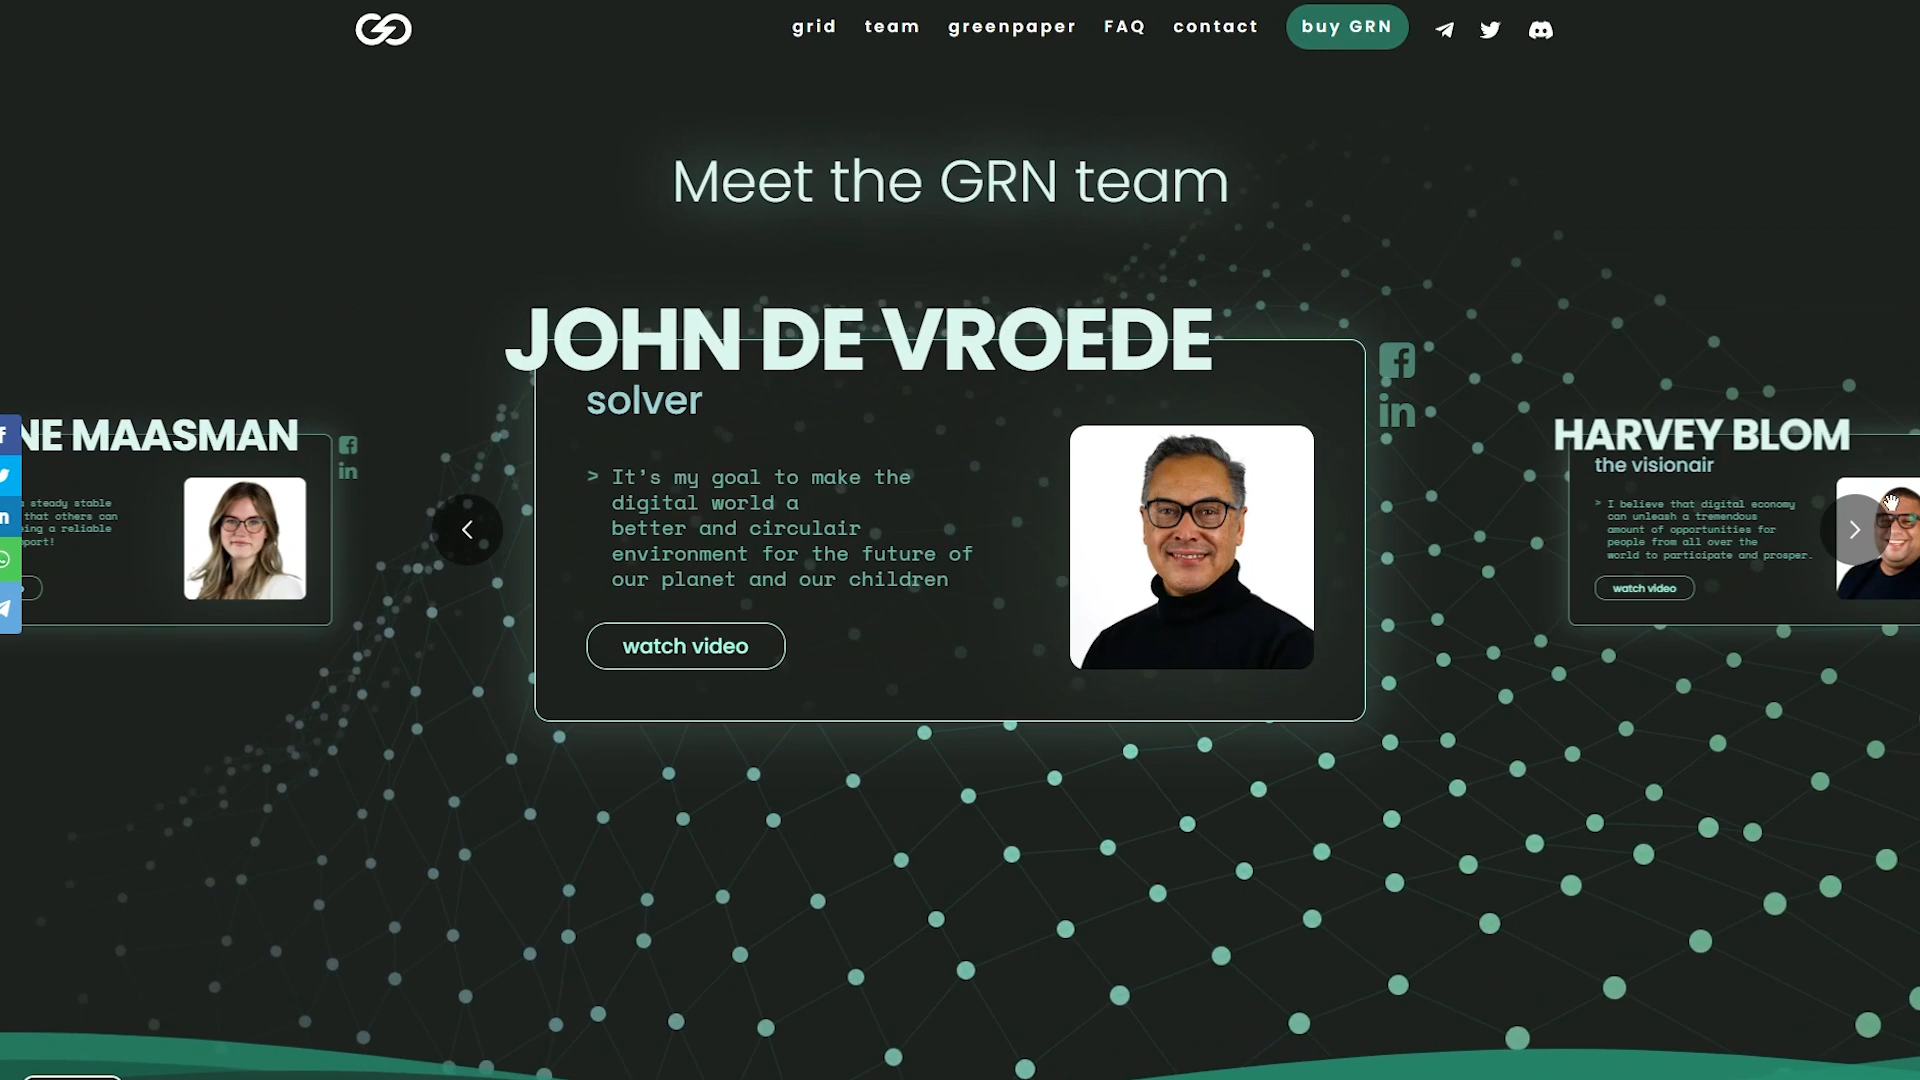 grid team greenpaper FAQ contact buy GRN
Meet the GRN team
JOHN DE VROEDE
solver
> It's my goal to make the
digital world a
better and circulair
environment for the future of
our planet and our children
watch video
NE MAASMAN
steady stable
that others can
ing a reliable
port!
HARVEY BLOM
the visionair
> I believe that digital economy
can unleash a tremendous
amount of opportunities for
people from all over the
world to participate and prosper.
watch video